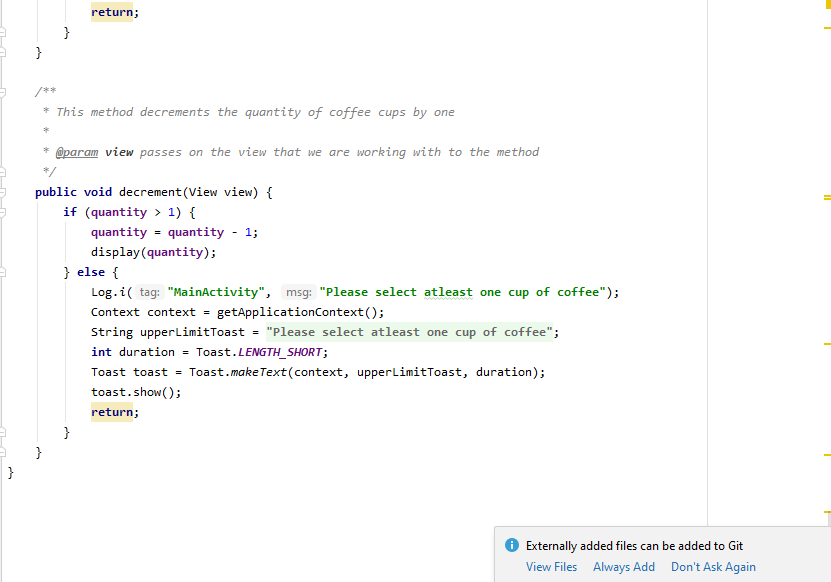 return;
}
}
/**
* This method decrements the quantity of coffee cups by one
*
* @param view passes on the view that we are working with to the method
*/
public void decrement(View view) {
if (quantity > 1) {
quantity = quantity - 1;
display(quantity);
} else {
Log.i( tag: "MainActivity", msg: "Please select atleast one cup of coffee");
Context context = getApplicationContext();
String upperLimitToast = "Please select atleast one cup of coffee";
int duration = Toast.LENGTH_SHORT;
Toast toast = Toast.makeText(context, upperLimitToast, duration);
toast.show();
return;
}
}
}
Externally added files can be added to Git
View Files Always Add Don't Ask Again